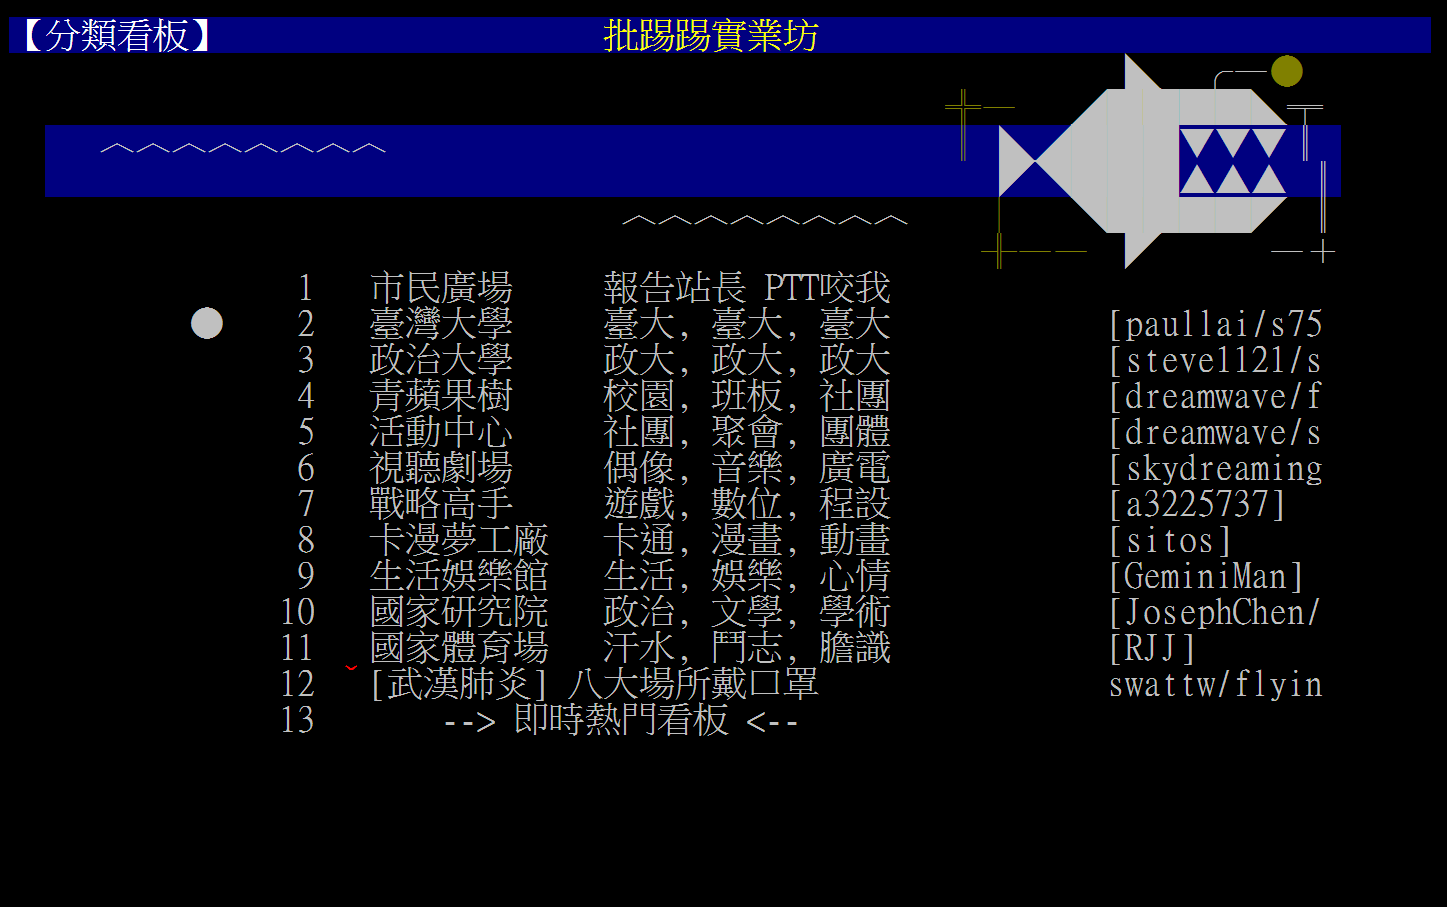 【分類看板】 批踢踢實業坊
1 市民廣場 報告站長 PTT咬我
● 2 臺灣大學 臺大, 臺大, 臺大 [paullai/s75
3 政治大學 政大, 政大, 政大 [steve1121/s
4 青蘋果樹 校園, 班板, 社團 [dreamwave/f
5 活動中心 社團, 聚會, 團體 [dreamwave/s
6 視聽劇場 偶像, 音樂, 廣電 [skydreaming
7 戰略高手 遊戲, 數位, 程設 [a3225737]
8 卡漫夢工廠 卡通, 漫畫, 動畫 [sitos]
9 生活娛樂館 生活, 娛樂, 心情 [GeminiMan]
10 國家研究院 政治, 文學, 學術 [JosephChen/
11 國家體育場 汗水, 鬥志, 膽識 [RJJ]
12 ˇ[武漢肺炎] 八大場所戴口罩 swattw/flyin
13 --> 即時熱門看板 <--